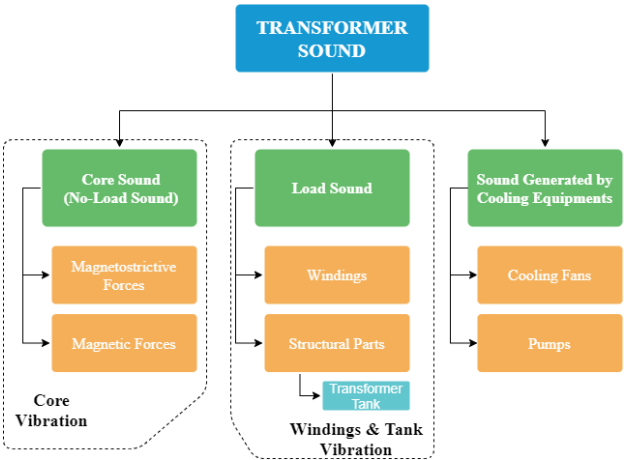 TRANSFORMER
SOUND
Core Sound
(No-Load Sound)
Magnetostrictive
Forces
Magnetic Forces
Core
Vibration
Load Sound
Windings
Structural Parts
Transformer
Tank
Windings & Tank
Vibration
Sound Generated by
Cooling Equipments
Cooling Fans
Pumps